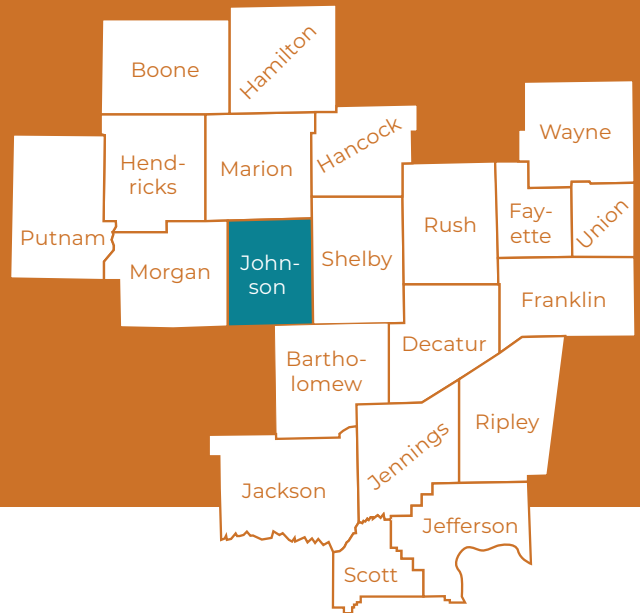 Boone
Hamilton
Wayne
Hend-
ricks
Marion
Hancock
Putnam
Morgan
John-
son
Shelby
Rush
Fay-
ette
Union
Franklin
Bartho-
lomew
Decatur
Ripley
Jennings
Jackson
Jefferson
Scott